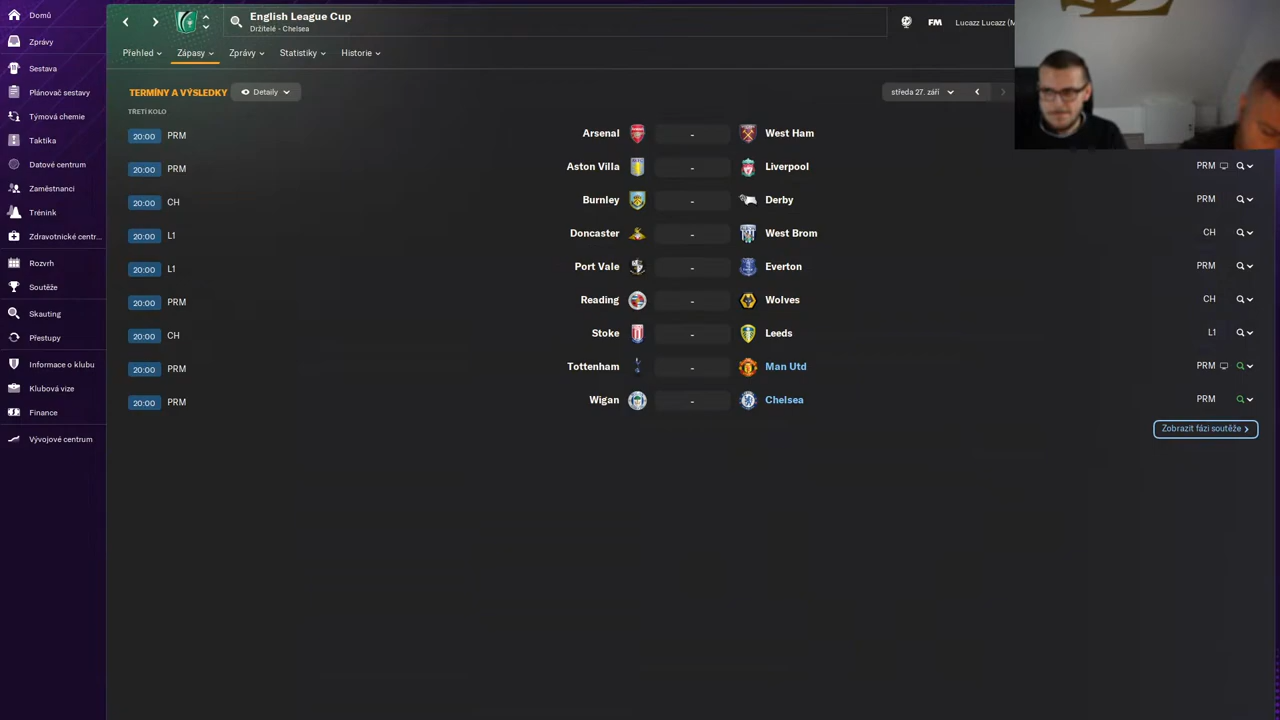 Domů
Zprávy
Sestava
Plánovač sestavy
Týmová chemie
Taktika
Datové centrum
Zaměstnanci
Trénink
Zdravotnické centr...
Rozvrh
Soutěže
Skauting
Přestupy
Informace o klubu
Klubová vize
Finance
Vývojové centrum
English League Cup
Držitelé - Chelsea
FM
Lucazz Lucazz (M
Přehled
Zápasy
Zprávy
Statistiky
Historie
TERMÍNY A VÝSLEDKY
Detaily
středa 27. září
TŘETÍ KOLO
20:00 PRM Arsenal - West Ham
20:00 PRM Aston Villa - Liverpool PRM
20:00 CH Burnley - Derby PRM
20:00 L1 Doncaster - West Brom CH
20:00 L1 Port Vale - Everton PRM
20:00 PRM Reading - Wolves CH
20:00 CH Stoke - Leeds L1
20:00 PRM Tottenham - Man Utd PRM
20:00 PRM Wigan - Chelsea PRM
Zobrazit fázi soutěže